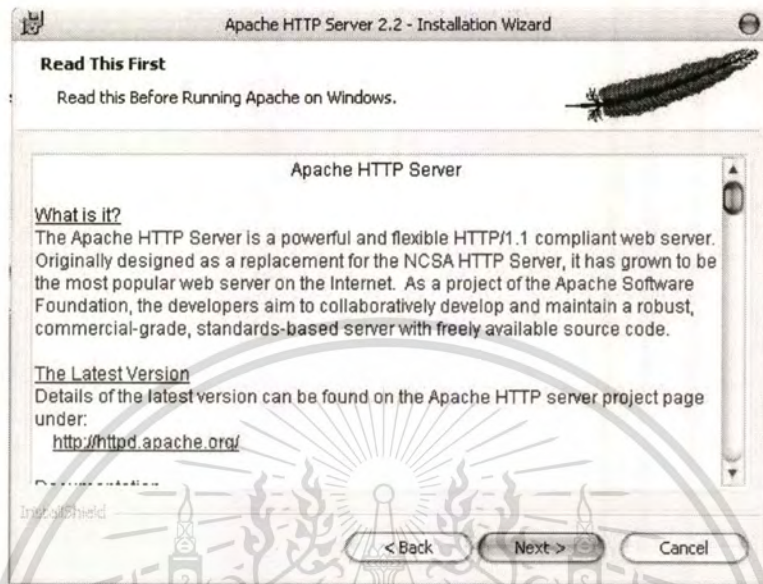 Apache HTTP Server 2.2 - Installation Wizard
Read This First
Read this Before Running Apache on Windows.
Apache HTTP Server
What is it?
The Apache HTTP Server is a powerful and flexible HTTP/1.1 compliant web server.
Originally designed as a replacement for the NCSA HTTP Server, it has grown to be
the most popular web server on the Internet. As a project of the Apache Software
Foundation, the developers aim to collaboratively develop and maintain a robust,
commercial-grade, standards-based server with freely available source code.
The Latest Version
Details of the latest version can be found on the Apache HTTP server project page
under:
http://httpd.apache.org/
InstallShield
< Back
Next >
Cancel